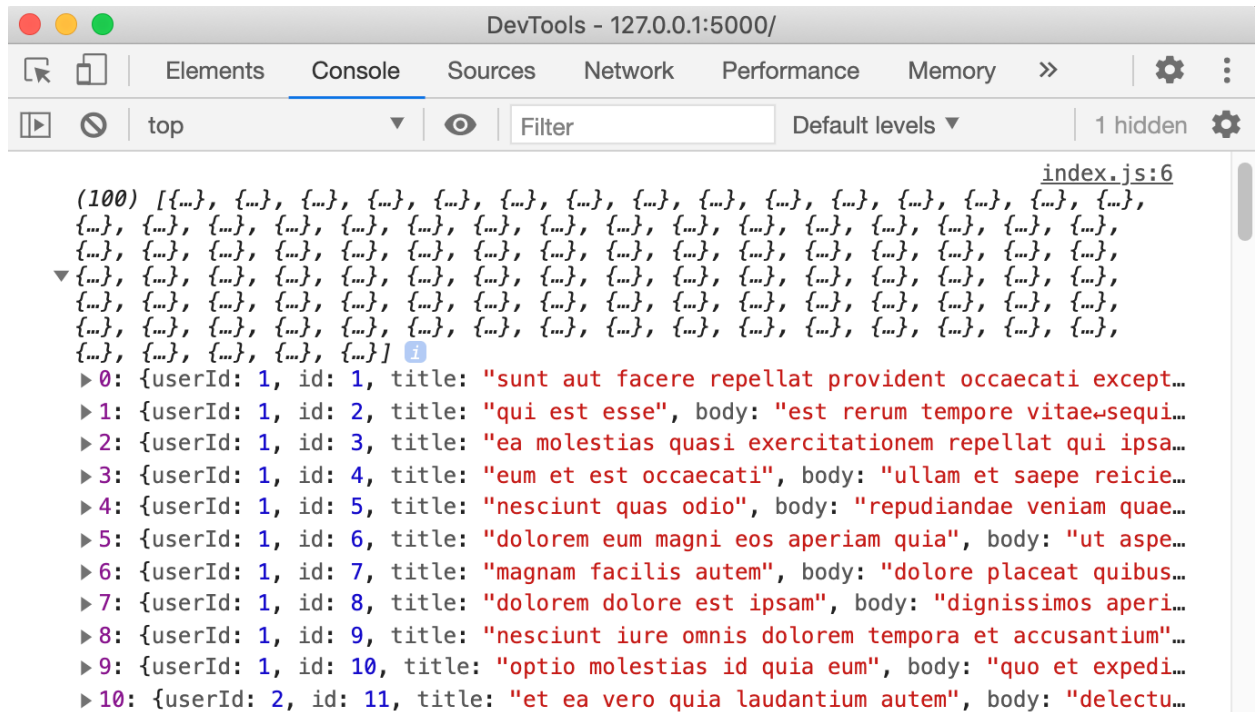 DevTools - 127.0.0.1:5000/
Elements Console Sources Network Performance Memory »
top ▼ Filter Default levels ▼ 1 hidden
index.js:6
(100) [{…}, {…}, {…}, {…}, {…}, {…}, {…}, {…}, {…}, {…}, {…}, {…}, {…}, {…}, {…},
{…}, {…}, {…}, {…}, {…}, {…}, {…}, {…}, {…}, {…}, {…}, {…}, {…}, {…}, {…}, {…},
{…}, {…}, {…}, {…}, {…}, {…}, {…}, {…}, {…}, {…}, {…}, {…}, {…}, {…}, {…}, {…},
▼{…}, {…}, {…}, {…}, {…}, {…}, {…}, {…}, {…}, {…}, {…}, {…}, {…}, {…}, {…}, {…},
{…}, {…}, {…}, {…}, {…}, {…}, {…}, {…}, {…}, {…}, {…}, {…}, {…}, {…}, {…}, {…},
{…}, {…}, {…}, {…}, {…}, {…}, {…}, {…}, {…}, {…}, {…}, {…}, {…}, {…}, {…}, {…},
{…}, {…}, {…}, {…}, {…}] i
▶0: {userId: 1, id: 1, title: "sunt aut facere repellat provident occaecati except…
▶1: {userId: 1, id: 2, title: "qui est esse", body: "est rerum tempore vitae↵sequi…
▶2: {userId: 1, id: 3, title: "ea molestias quasi exercitationem repellat qui ipsa…
▶3: {userId: 1, id: 4, title: "eum et est occaecati", body: "ullam et saepe reicie…
▶4: {userId: 1, id: 5, title: "nesciunt quas odio", body: "repudiandae veniam quae…
▶5: {userId: 1, id: 6, title: "dolorem eum magni eos aperiam quia", body: "ut aspe…
▶6: {userId: 1, id: 7, title: "magnam facilis autem", body: "dolore placeat quibus…
▶7: {userId: 1, id: 8, title: "dolorem dolore est ipsam", body: "dignissimos aperi…
▶8: {userId: 1, id: 9, title: "nesciunt iure omnis dolorem tempora et accusantium"…
▶9: {userId: 1, id: 10, title: "optio molestias id quia eum", body: "quo et expedi…
▶10: {userId: 2, id: 11, title: "et ea vero quia laudantium autem", body: "delectu…